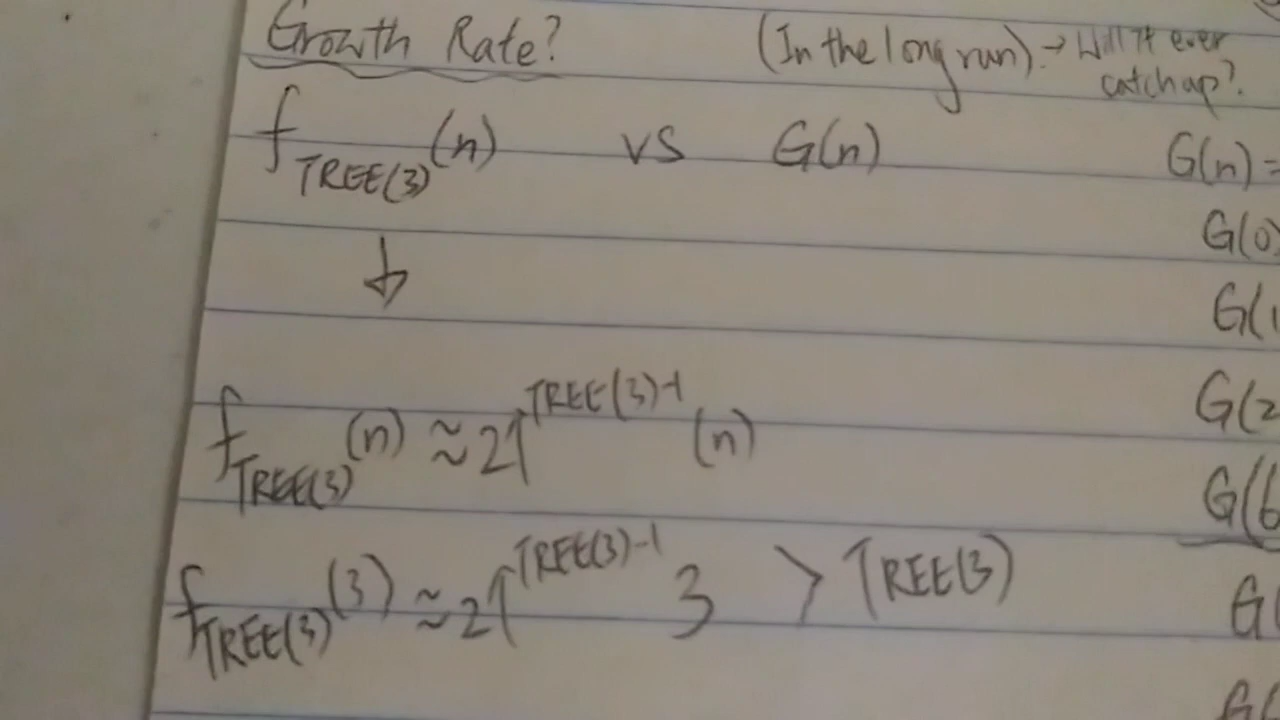 Growth Rate? (In the long run). → Will it ever
catch up?
f_TREE(3)(n) vs G(n) G(n) =
G(0)
↓ G(1
G(2
f_TREE(3)(n) ≈ 2↑^TREE(3)-1 (n)
G(6
f_TREE(3)(3) ≈ 2↑^TREE(3)-1 3 > TREE(3)
G(
G(